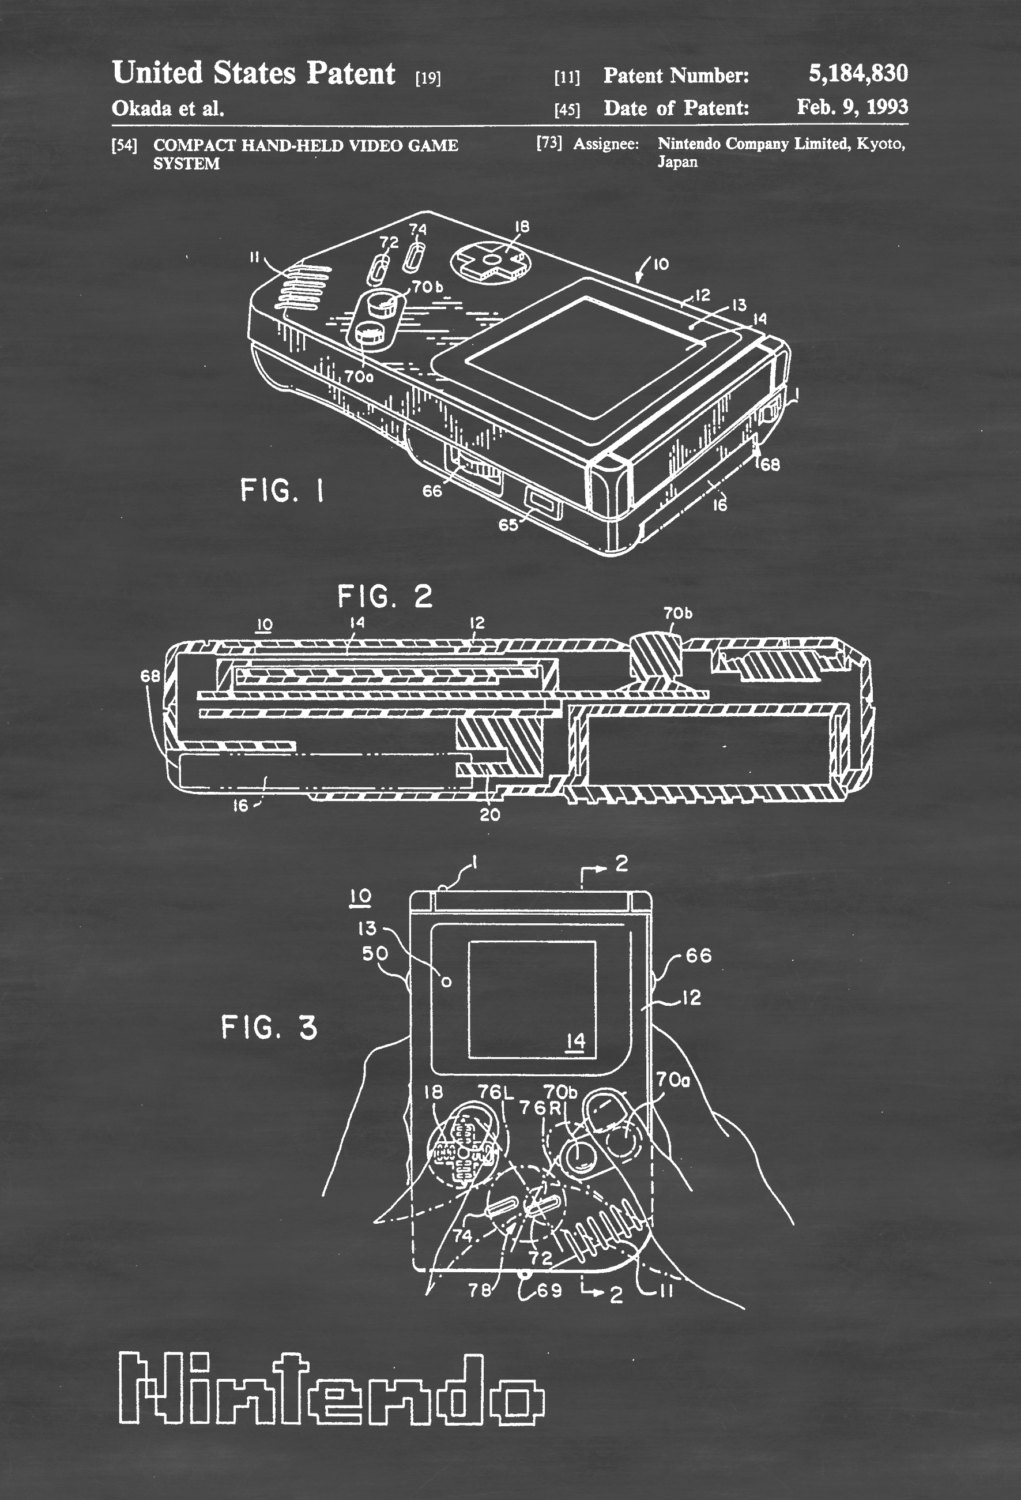 United States Patent [19]
Okada et al.
[11] Patent Number: 5,184,830
[45] Date of Patent: Feb. 9, 1993
[54] COMPACT HAND-HELD VIDEO GAME
SYSTEM
[73] Assignee: Nintendo Company Limited, Kyoto,
Japan
18
74
72
11
10
70b
12
13
14
70a
1
68
66
16
65
FIG. 1
FIG. 2
10
14
12
70b
68
16
20
1
2
10
13
50
66
12
FIG. 3
14
18
76L
70b
70a
76R
74
72
78
69
2
11
Nintendo